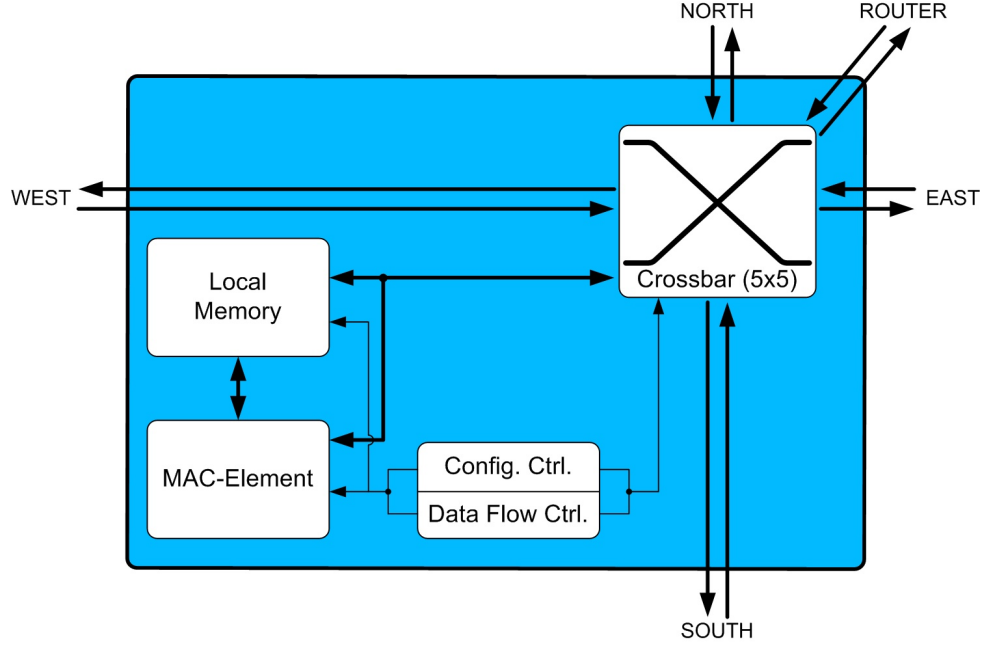 NORTH
ROUTER
WEST
EAST
Crossbar (5x5)
Local
Memory
MAC-Element
Config. Ctrl.
Data Flow Ctrl.
SOUTH